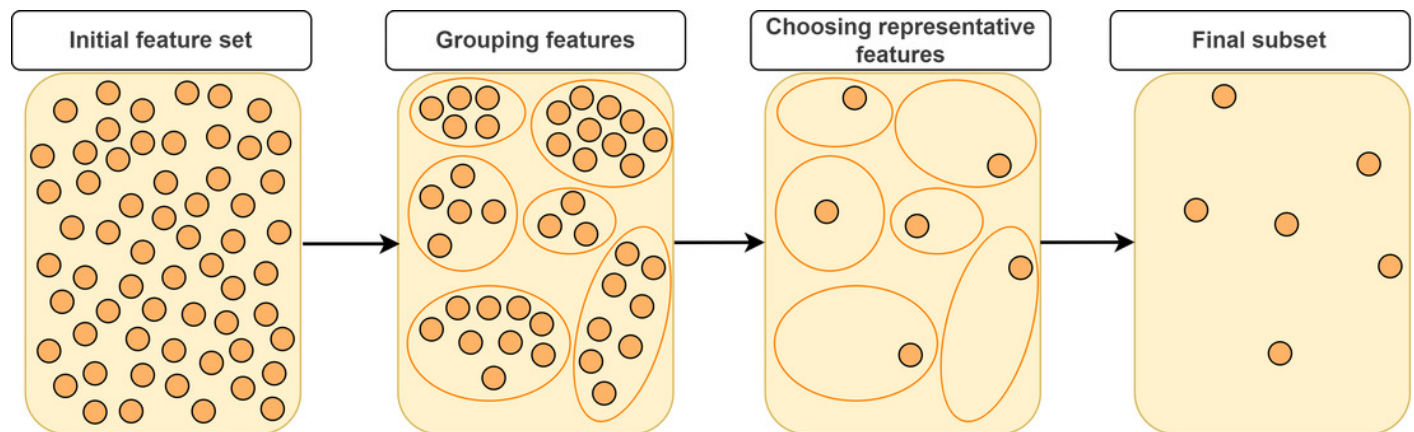 Initial feature set
Grouping features
Choosing representative
features
Final subset